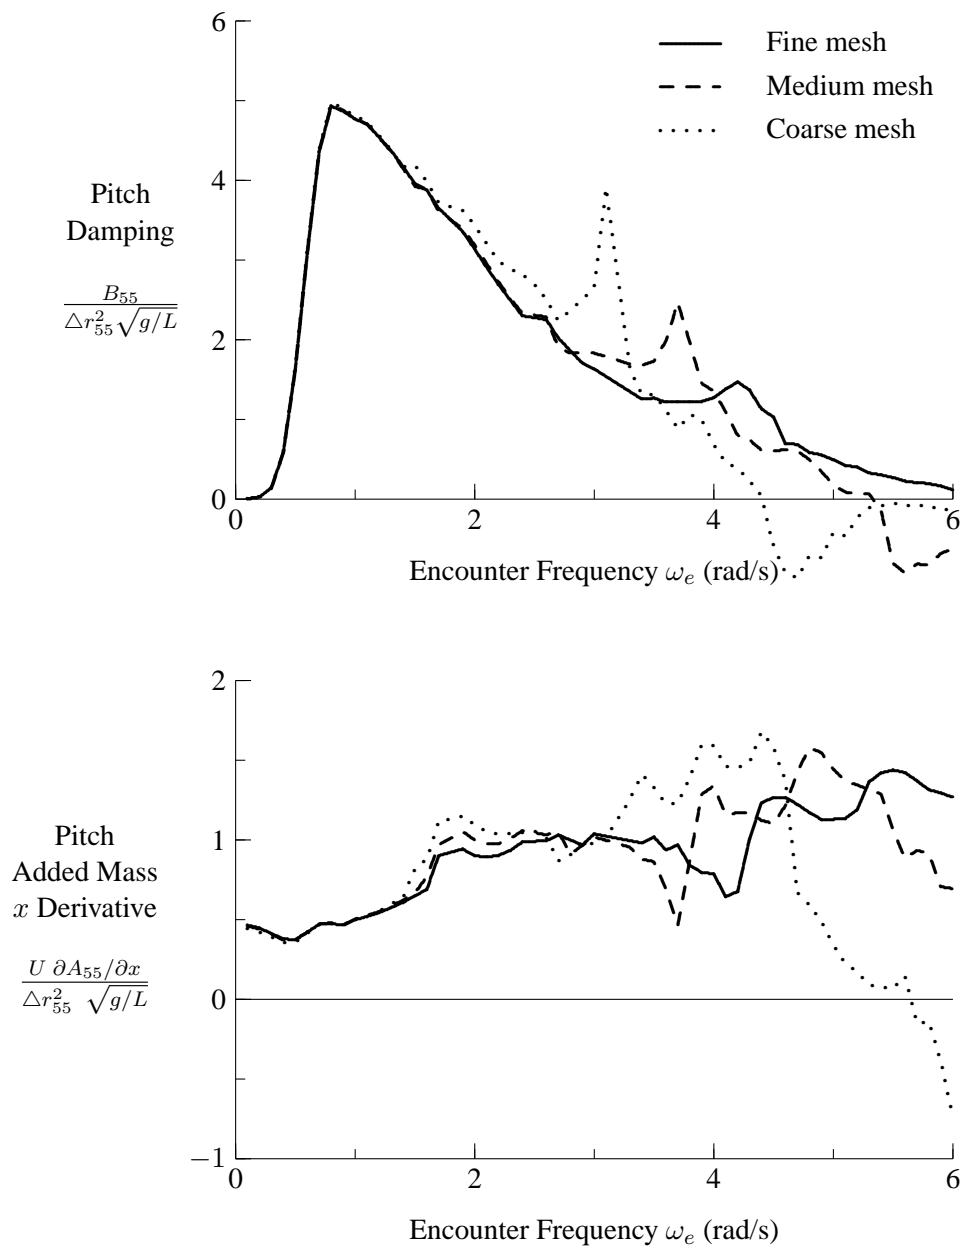 6
4
2
0
Pitch
Damping
B₅₅
△r²₅₅√g/L
Fine mesh
Medium mesh
Coarse mesh
0 2 4 6
Encounter Frequency ωₑ (rad/s)
2
1
0
−1
Pitch
Added Mass
x Derivative
U ∂A₅₅/∂x
△r²₅₅ √g/L
0 2 4 6
Encounter Frequency ωₑ (rad/s)